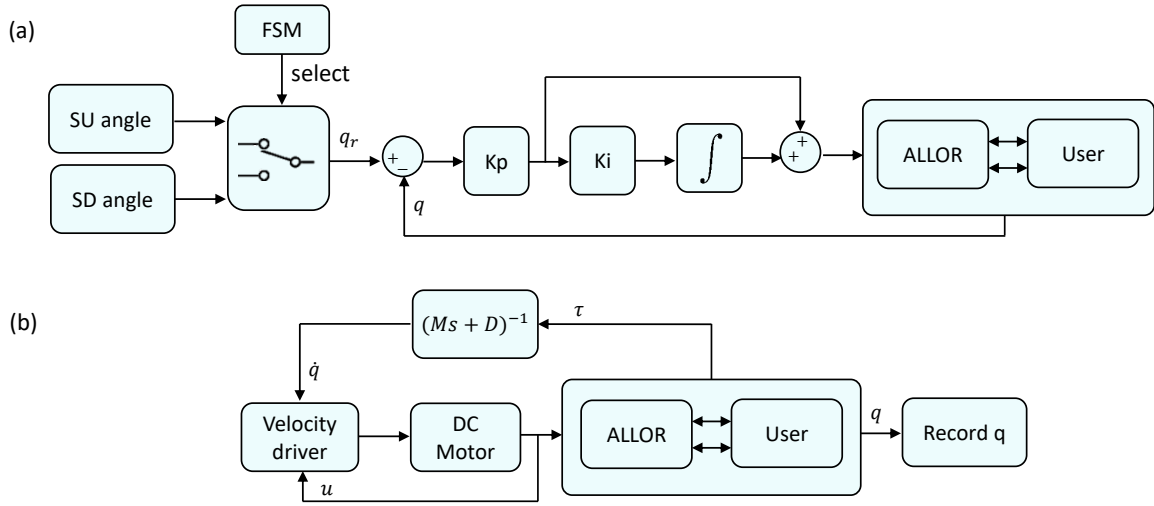 (a)
FSM
select
SU angle
SD angle
$q_r$
+
−
q
Kp
Ki
∫
+
+
ALLOR
User
(b)
$(Ms + D)^{-1}$
τ
$\dot{q}$
Velocity
driver
DC
Motor
u
ALLOR
User
q
Record q